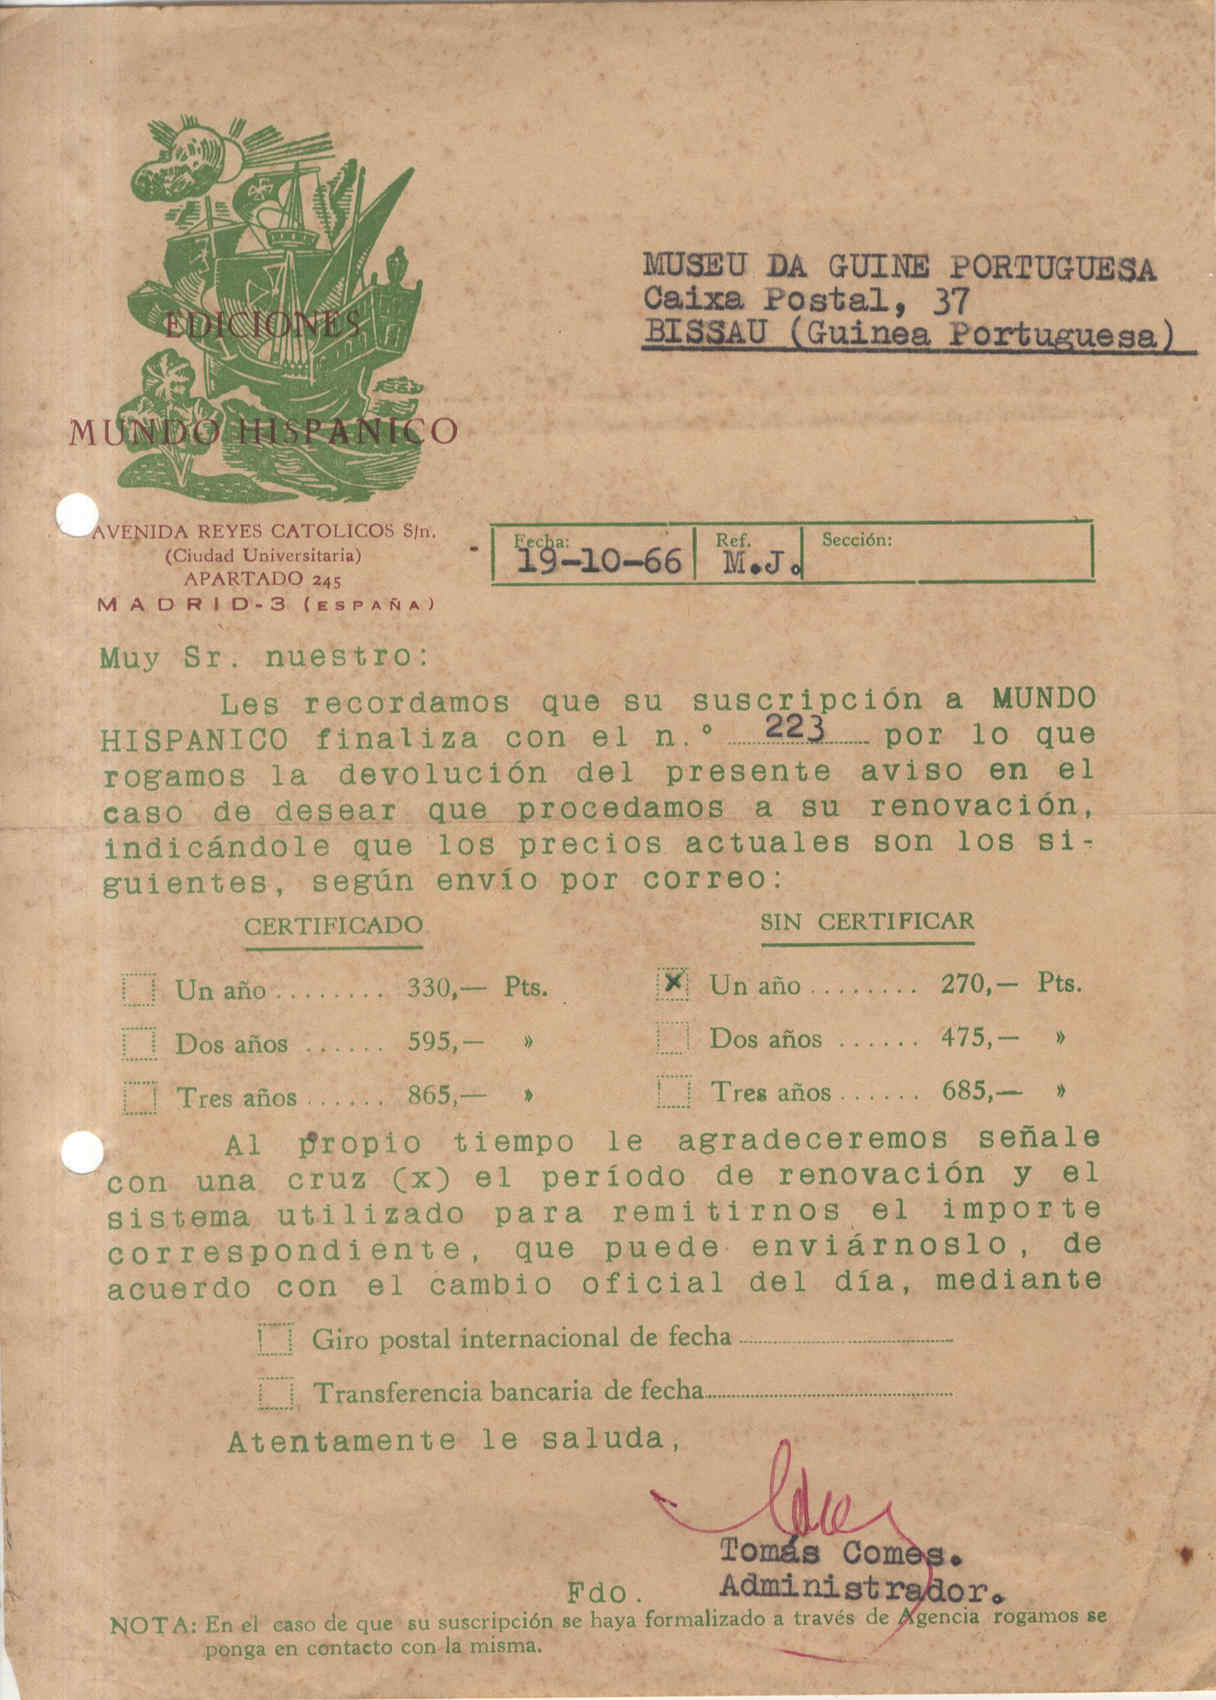 EDICIONES
MUNDO HISPANICO
AVENIDA REYES CATOLICOS S/n.
(Ciudad Universitaria)
APARTADO 245
MADRID-3 (ESPAÑA)
MUSEU DA GUINE PORTUGUESA
Caixa Postal, 37
BISSAU (Guinea Portuguesa)
Fecha: Ref. Sección:
19-10-66 M.J.
Muy Sr. nuestro:
Les recordamos que su suscripción a MUNDO
HISPANICO finaliza con el n.º 223 por lo que
rogamos la devolución del presente aviso en el
caso de desear que procedamos a su renovación,
indicándole que los precios actuales son los si-
guientes, según envío por correo:
CERTIFICADO SIN CERTIFICAR
Un año ........ 330,— Pts. x Un año ........ 270,— Pts.
Dos años ...... 595,— » Dos años ...... 475,— »
Tres años ...... 865,— » Tres años ...... 685,— »
Al propio tiempo le agradeceremos señale
con una cruz (x) el período de renovación y el
sistema utilizado para remitirnos el importe
correspondiente, que puede enviárnoslo, de
acuerdo con el cambio oficial del día, mediante
Giro postal internacional de fecha
Transferencia bancaria de fecha
Atentamente le saluda,
Tomás Comes.
Fdo. Administrador.
NOTA: En el caso de que su suscripción se haya formalizado a través de Agencia rogamos se
ponga en contacto con la misma.